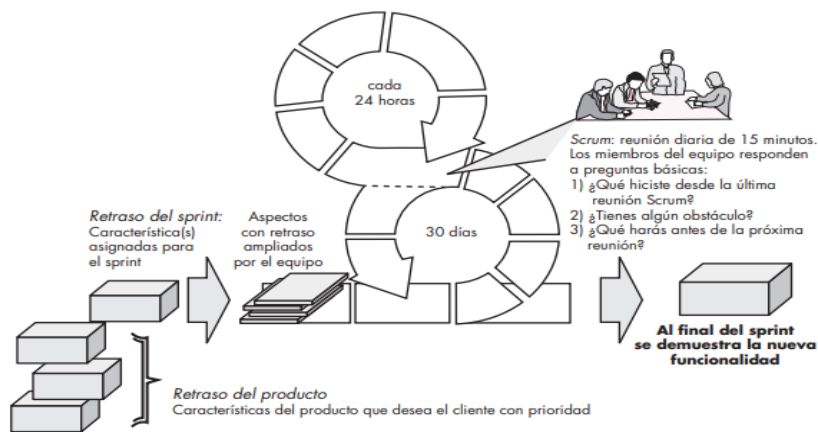 cada
24 horas
Scrum: reunión diaria de 15 minutos.
Los miembros del equipo responden
a preguntas básicas:
1) ¿Qué hiciste desde la última
reunión Scrum?
2) ¿Tienes algún obstáculo?
3) ¿Qué harás antes de la próxima
reunión?
Retraso del sprint:
Característica(s)
asignadas para
el sprint
Aspectos
con retraso
ampliados
por el equipo
30 días
Al final del sprint
se demuestra la nueva
funcionalidad
Retraso del producto
Características del producto que desea el cliente con prioridad